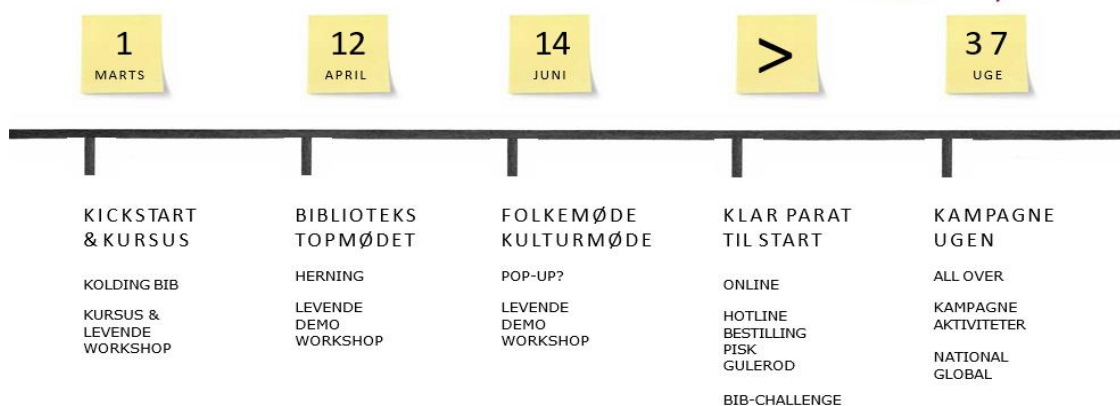 1
MARTS
12
APRIL
14
JUNI
>
37
UGE
KICKSTART
& KURSUS
KOLDING BIB
KURSUS &
LEVENDE
WORKSHOP
BIBLIOTEKS
TOPMØDET
HERNING
LEVENDE
DEMO
WORKSHOP
FOLKEMØDE
KULTURMØDE
POP-UP?
LEVENDE
DEMO
WORKSHOP
KLAR PARAT
TIL START
ONLINE
HOTLINE
BESTILLING
PISK
GULEROD
BIB-CHALLENGE
KAMPAGNE
UGEN
ALL OVER
KAMPAGNE
AKTIVITETER
NATIONAL
GLOBAL